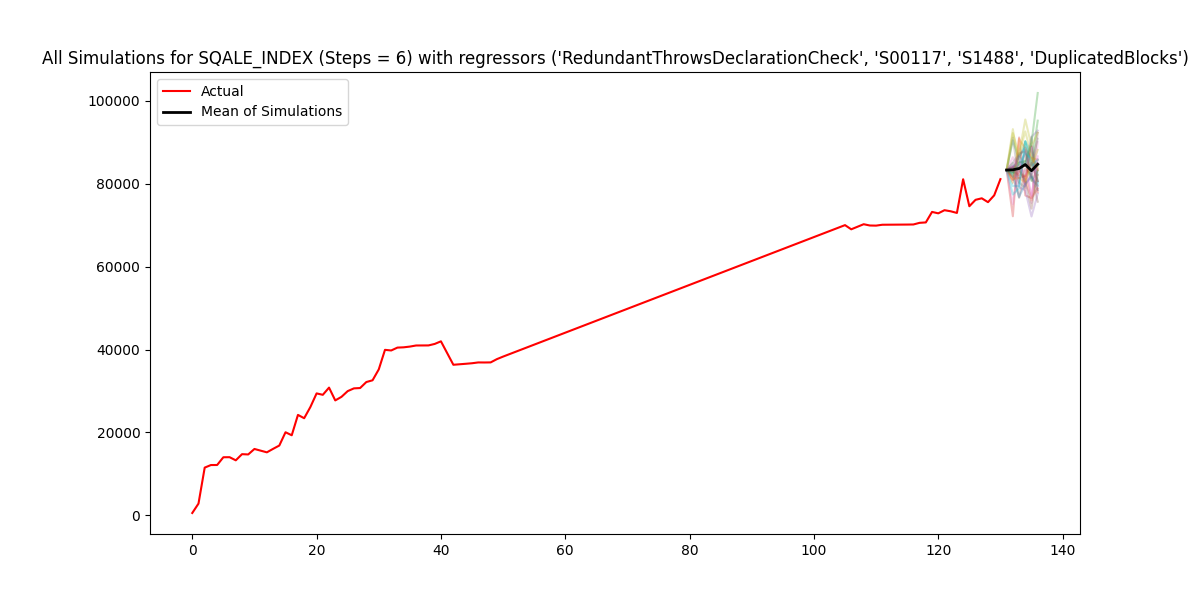 All Simulations for SQALE_INDEX (Steps = 6) with regressors ('RedundantThrowsDeclarationCheck', 'S00117', 'S1488', 'DuplicatedBlocks')
Actual
Mean of Simulations
100000
80000
60000
40000
20000
0
0 20 40 60 80 100 120 140